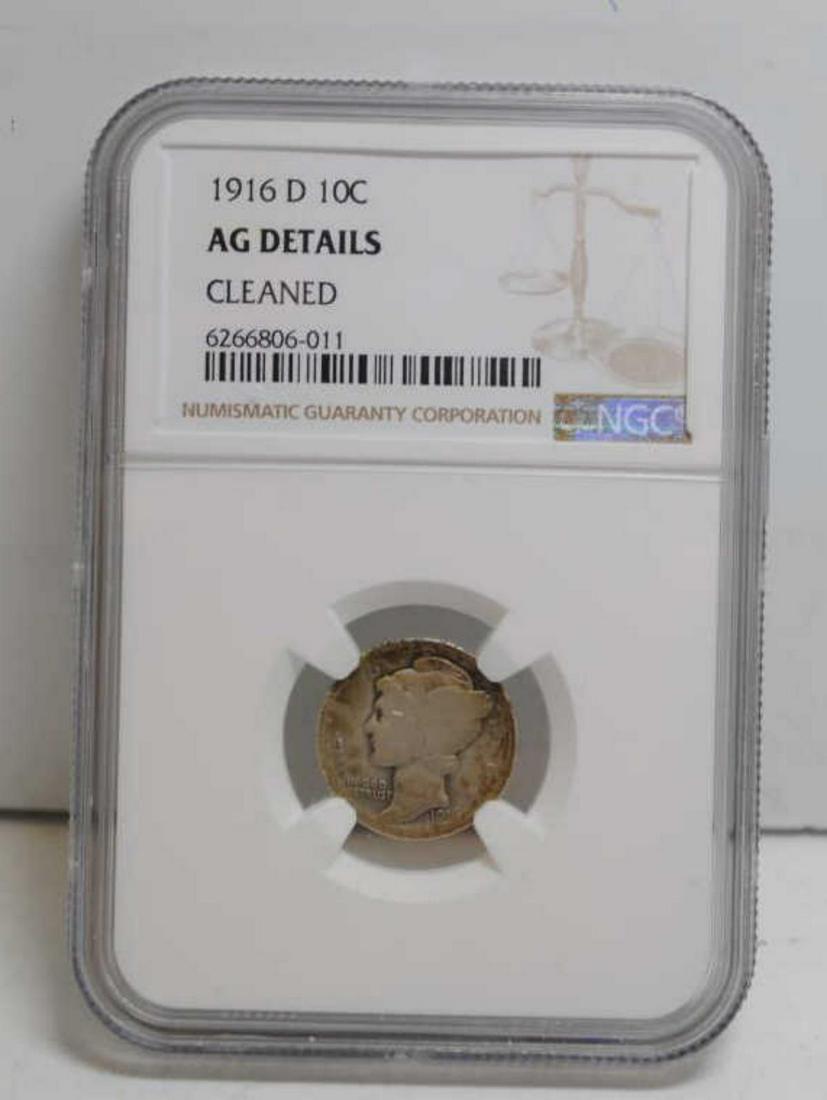 1916 D 10C
AG DETAILS
CLEANED
6266806-011
NUMISMATIC GUARANTY CORPORATION
NGC